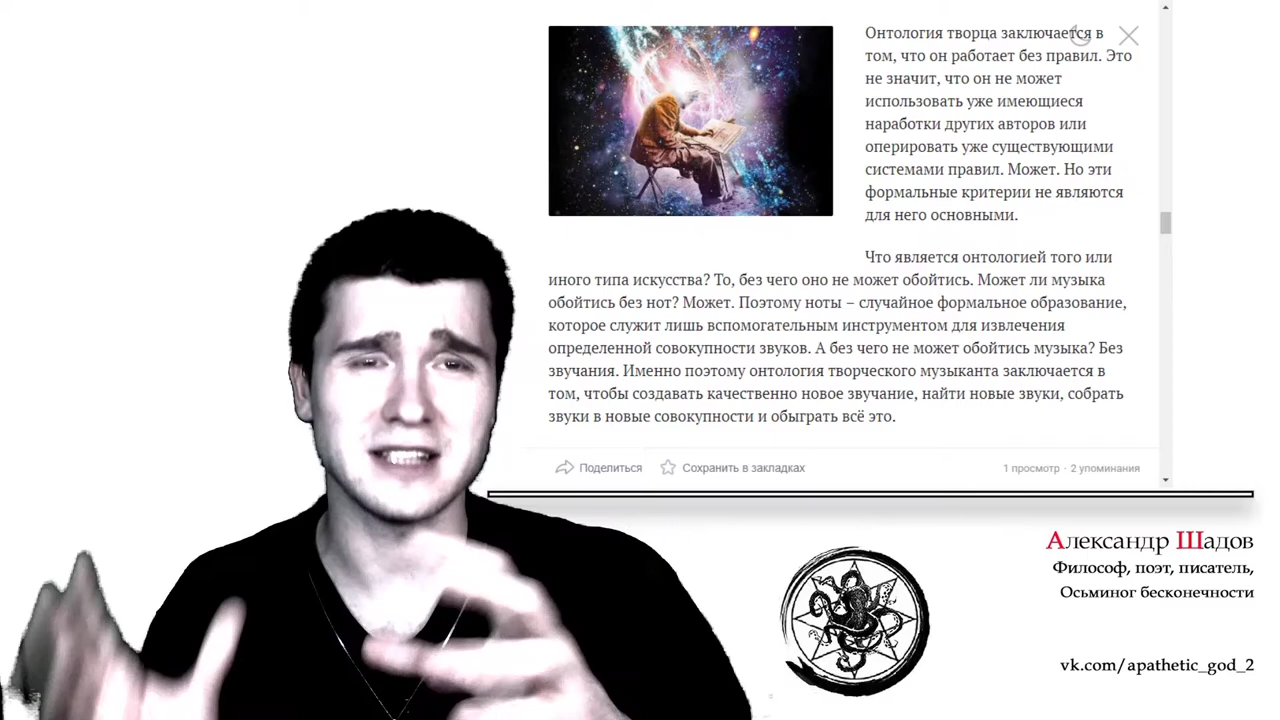 Онтология творца заключается в
том, что он работает без правил. Это
не значит, что он не может
использовать уже имеющиеся
наработки других авторов или
оперировать уже существующими
системами правил. Может. Но эти
формальные критерии не являются
для него основными.
Что является онтологией того или
иного типа искусства? То, без чего оно не может обойтись. Может ли музыка
обойтись без нот? Может. Поэтому ноты – случайное формальное образование,
которое служит лишь вспомогательным инструментом для извлечения
определенной совокупности звуков. А без чего не может обойтись музыка? Без
звучания. Именно поэтому онтология творческого музыканта заключается в
том, чтобы создавать качественно новое звучание, найти новые звуки, собрать
звуки в новые совокупности и обыграть всё это.
Поделиться Сохранить в закладках 1 просмотр · 2 упоминания
Александр Шадов
Философ, поэт, писатель,
Осьминог бесконечности
vk.com/apathetic_god_2